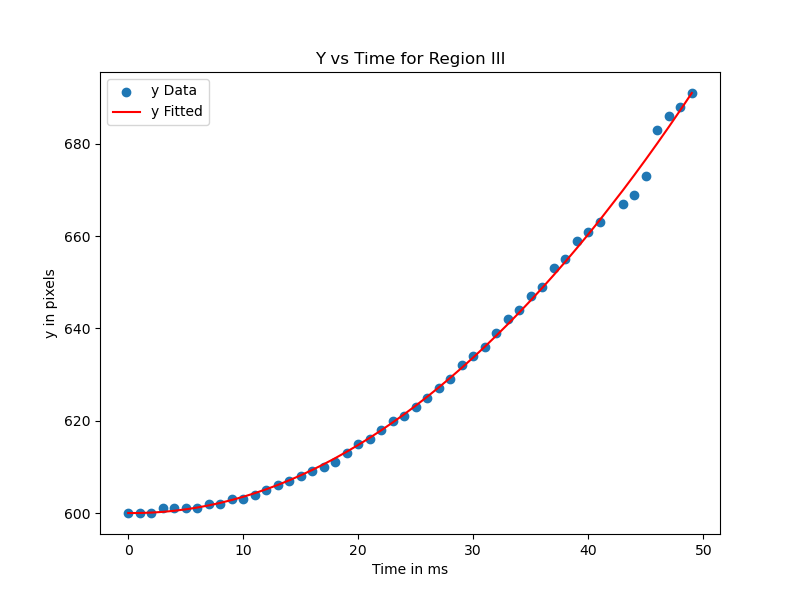 Y vs Time for Region III
y Data
y Fitted
y in pixels
680
660
640
620
600
0 10 20 30 40 50
Time in ms